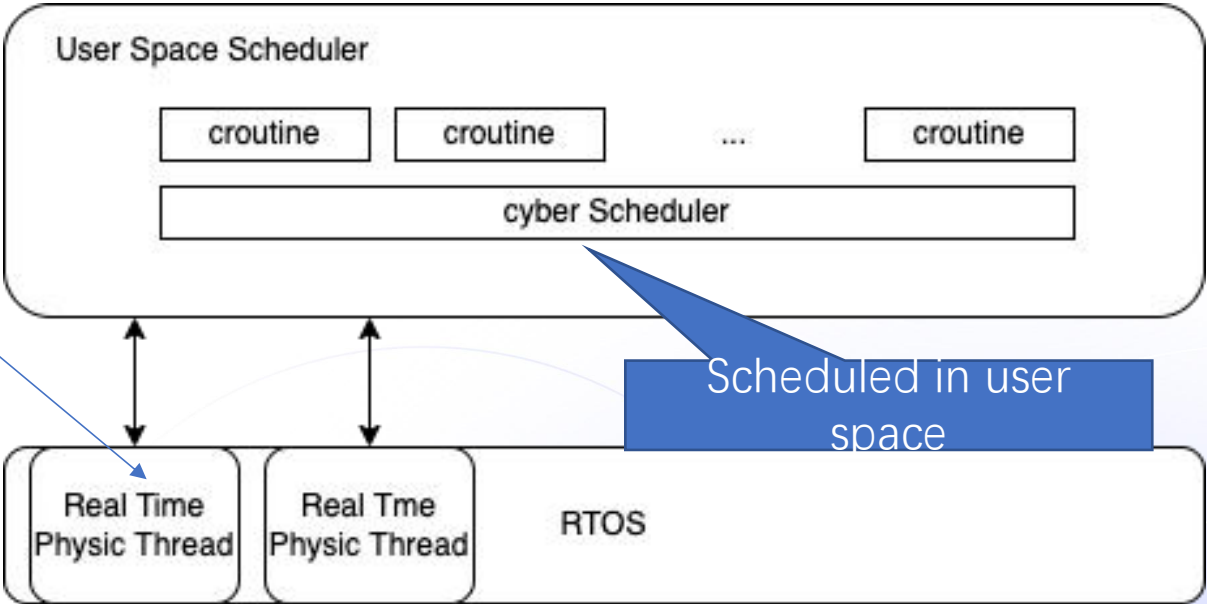 User Space Scheduler
croutine croutine ... croutine
cyber Scheduler
Scheduled in user
space
Real Time
Physic Thread
Real Tme
Physic Thread
RTOS